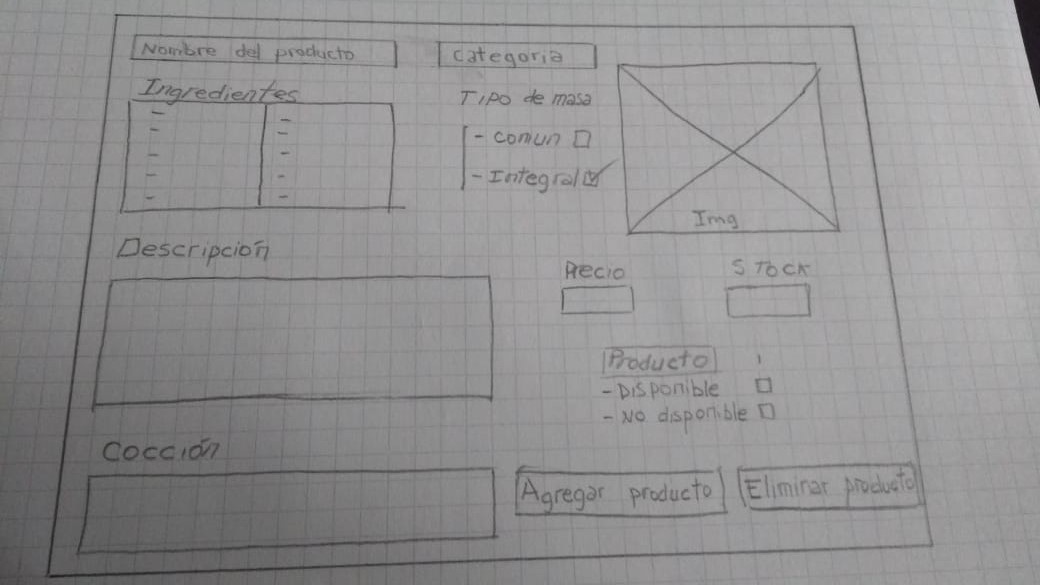 Nombre del producto
categoria
Ingredientes
TIPO de masa
- comun
- Integral
Img
Descripción
Precio
STOCK
Producto
- DISponible
- NO disponible
Cocción
Agregar producto
Eliminar producto